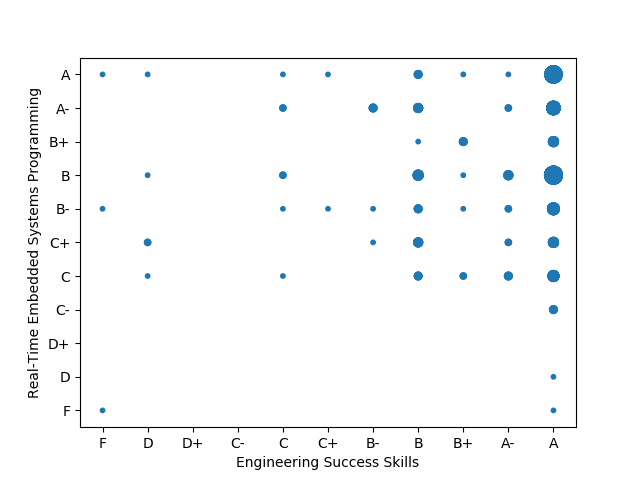 Real-Time Embedded Systems Programming
A
A-
B+
B
B-
C+
C
C-
D+
D
F
F D D+ C- C C+ B- B B+ A- A
Engineering Success Skills